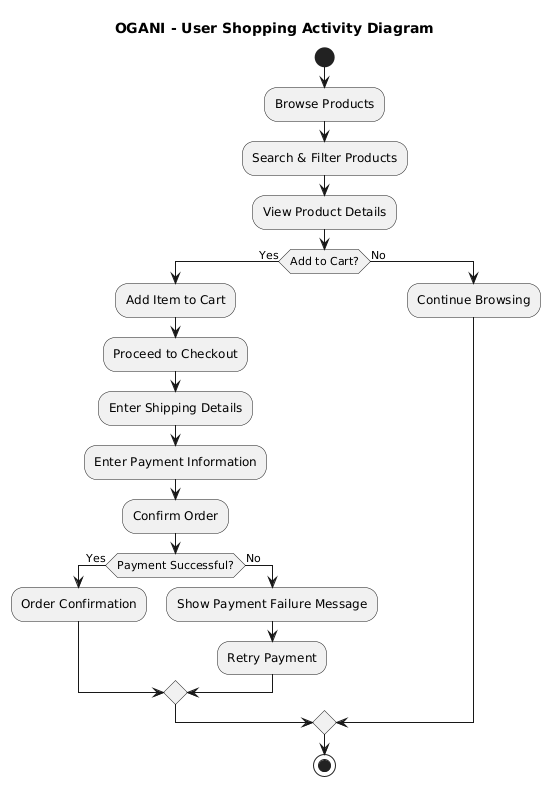 OGANI - User Shopping Activity Diagram
Browse Products
Search & Filter Products
View Product Details
Add to Cart?
Yes
No
Add Item to Cart
Continue Browsing
Proceed to Checkout
Enter Shipping Details
Enter Payment Information
Confirm Order
Payment Successful?
Yes
No
Order Confirmation
Show Payment Failure Message
Retry Payment